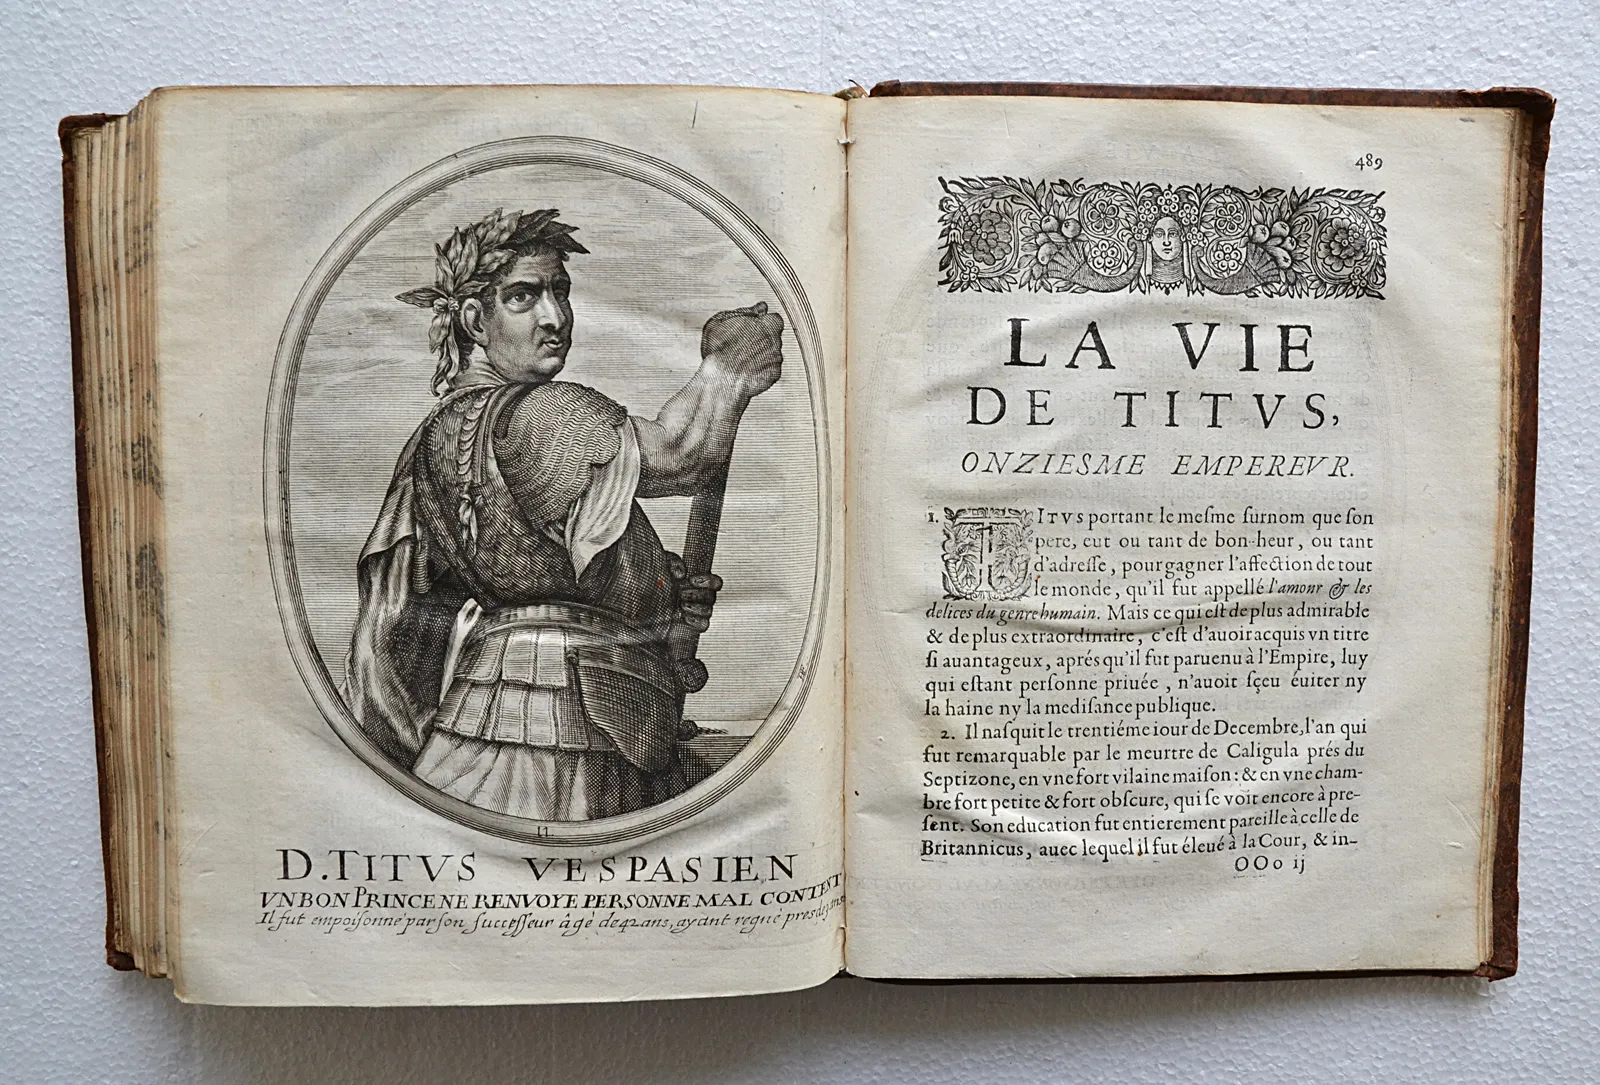 11
D. TITVS VESPASIEN
VN BON PRINCE NE RENVOYE PERSONNE MAL CONTENT
Il fut empoisonné par son successeur âgé de 42 ans, ayant regné pres de 3 ans
489
LA VIE
DE TITVS,
ONZIESME EMPEREVR.
1. TITVS portant le mesme surnom que son
pere, eut ou tant de bon-heur, ou tant
d'adresse, pour gagner l'affection de tout
le monde, qu'il fut appellé l'amour & les
delices du genre humain. Mais ce qui est de plus admirable
& de plus extraordinaire, c'est d'auoir acquis vn titre
si auantageux, aprés qu'il fut paruenu à l'Empire, luy
qui estant personne priuée, n'auoit sçeu éuiter ny
la haine ny la medisance publique.
2. Il nasquit le trentiéme iour de Decembre, l'an qui
fut remarquable par le meurtre de Caligula prés du
Septizone, en vne fort vilaine maison: & en vne cham-
bre fort petite & fort obscure, qui se voit encore à pre-
sent. Son education fut entierement pareille à celle de
Britannicus, auec lequel il fut éleué à la Cour, & in-
OOo ij